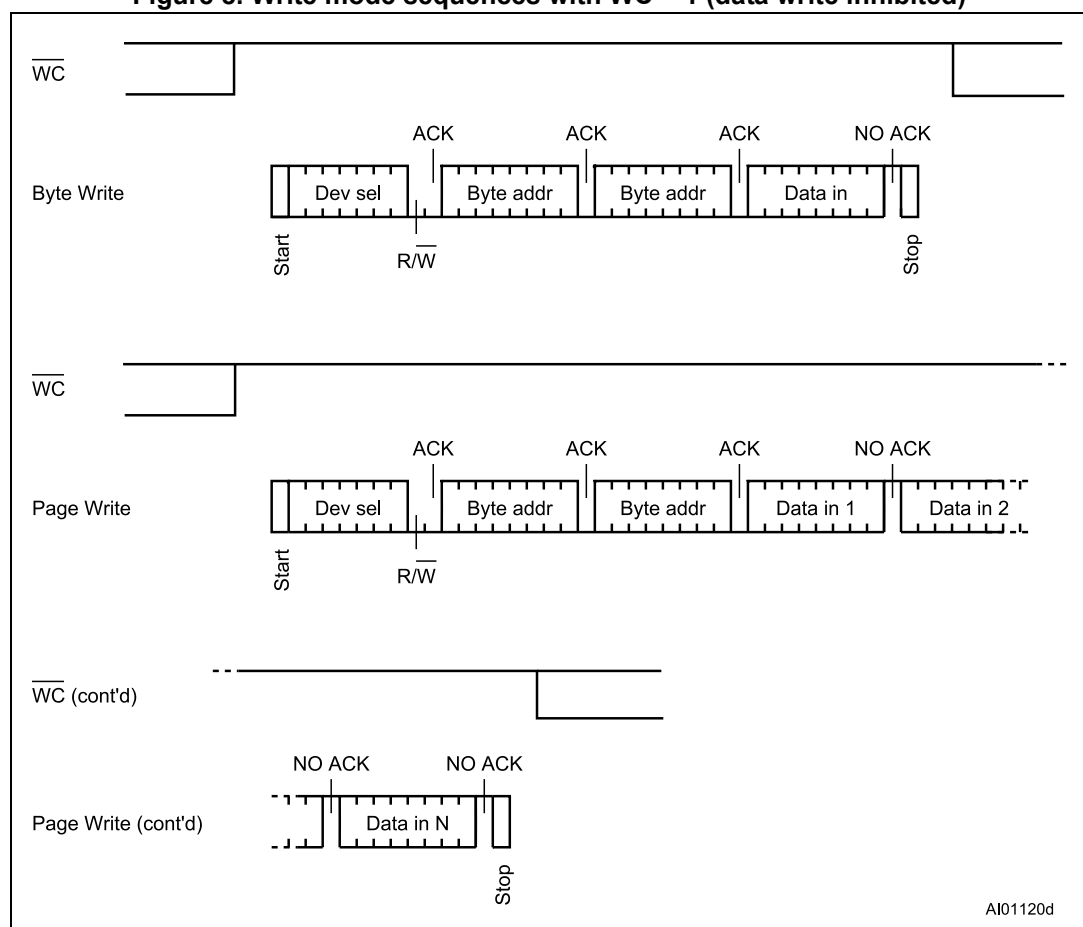 WC
ACK ACK ACK NO ACK
Byte Write
Dev sel Byte addr Byte addr Data in
Start
R/W
Stop
WC
ACK ACK ACK NO ACK
Page Write
Dev sel Byte addr Byte addr Data in 1 Data in 2
Start
R/W
WC (cont'd)
NO ACK NO ACK
Page Write (cont'd)
Data in N
Stop
AI01120d